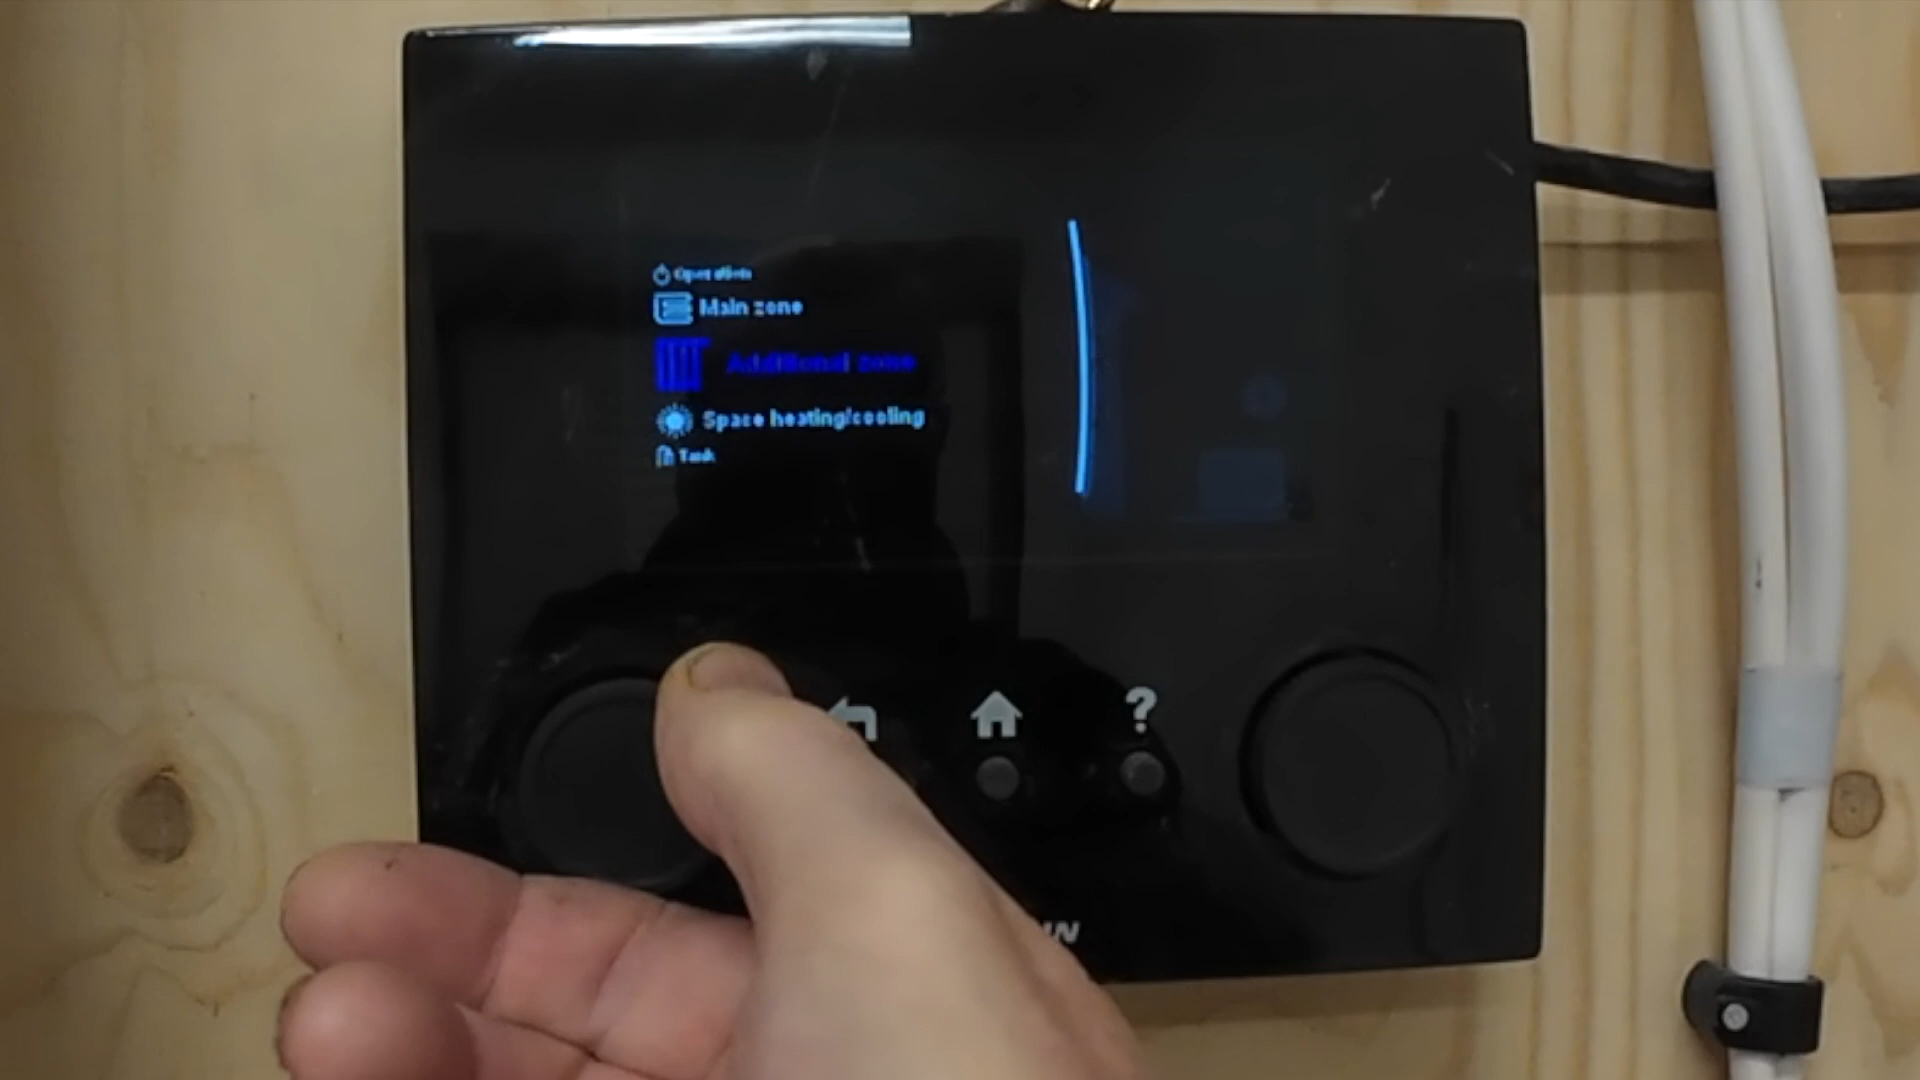 Operation
Main zone
Additional zone
Space heating/cooling
Tank
?